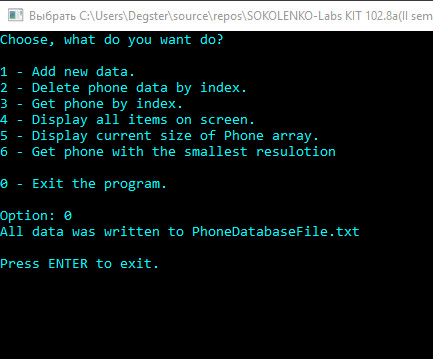 Выбрать C:\Users\Degster\source\repos\SOKOLENKO-Labs KIT 102.8a(II sem
Choose, what do you want do?
1 - Add new data.
2 - Delete phone data by index.
3 - Get phone by index.
4 - Display all items on screen.
5 - Display current size of Phone array.
6 - Get phone with the smallest resulotion
0 - Exit the program.
Option: 0
All data was written to PhoneDatabaseFile.txt
Press ENTER to exit.